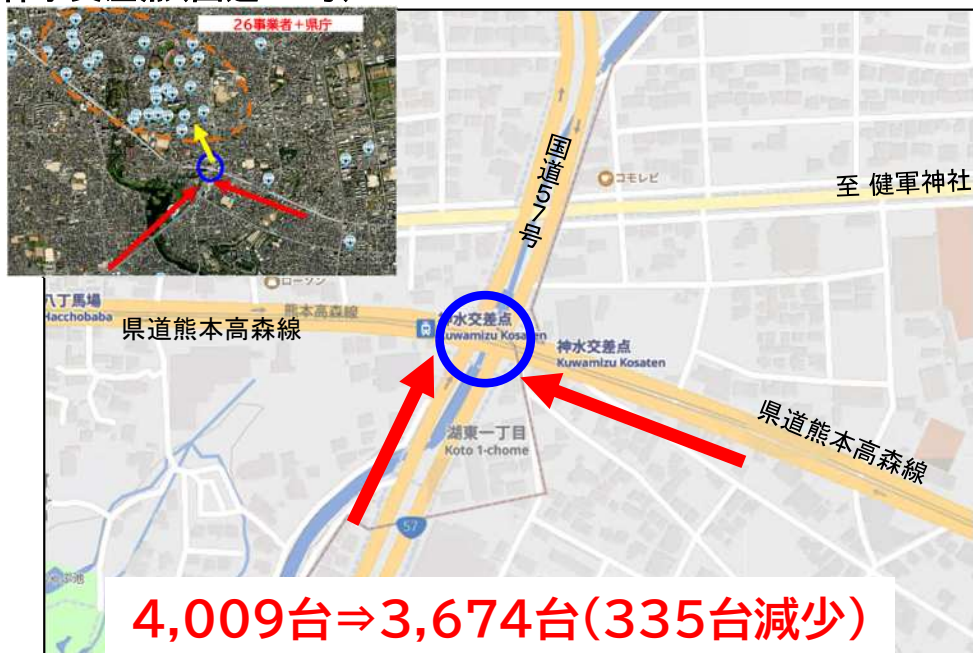 26事業者+県庁
国道57号
コモレビ
至 健軍神社
ローソン
八丁馬場
Hacchobaba
熊本高森線
県道熊本高森線
神水交差点
Kuwamizu Kosaten
神水交差点
Kuwamizu Kosaten
県道熊本高森線
湖東一丁目
Koto 1-chome
57
4,009台⇒3,674台(335台減少)